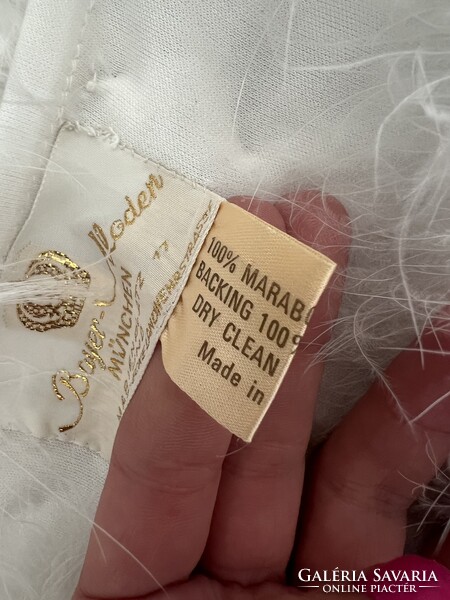 Bayer-Moden
MÜNCHEN
100% MARAB
BACKING 100%
DRY CLEAN
Made in
GALÉRIA SAVARIA
ONLINE PIACTÉR